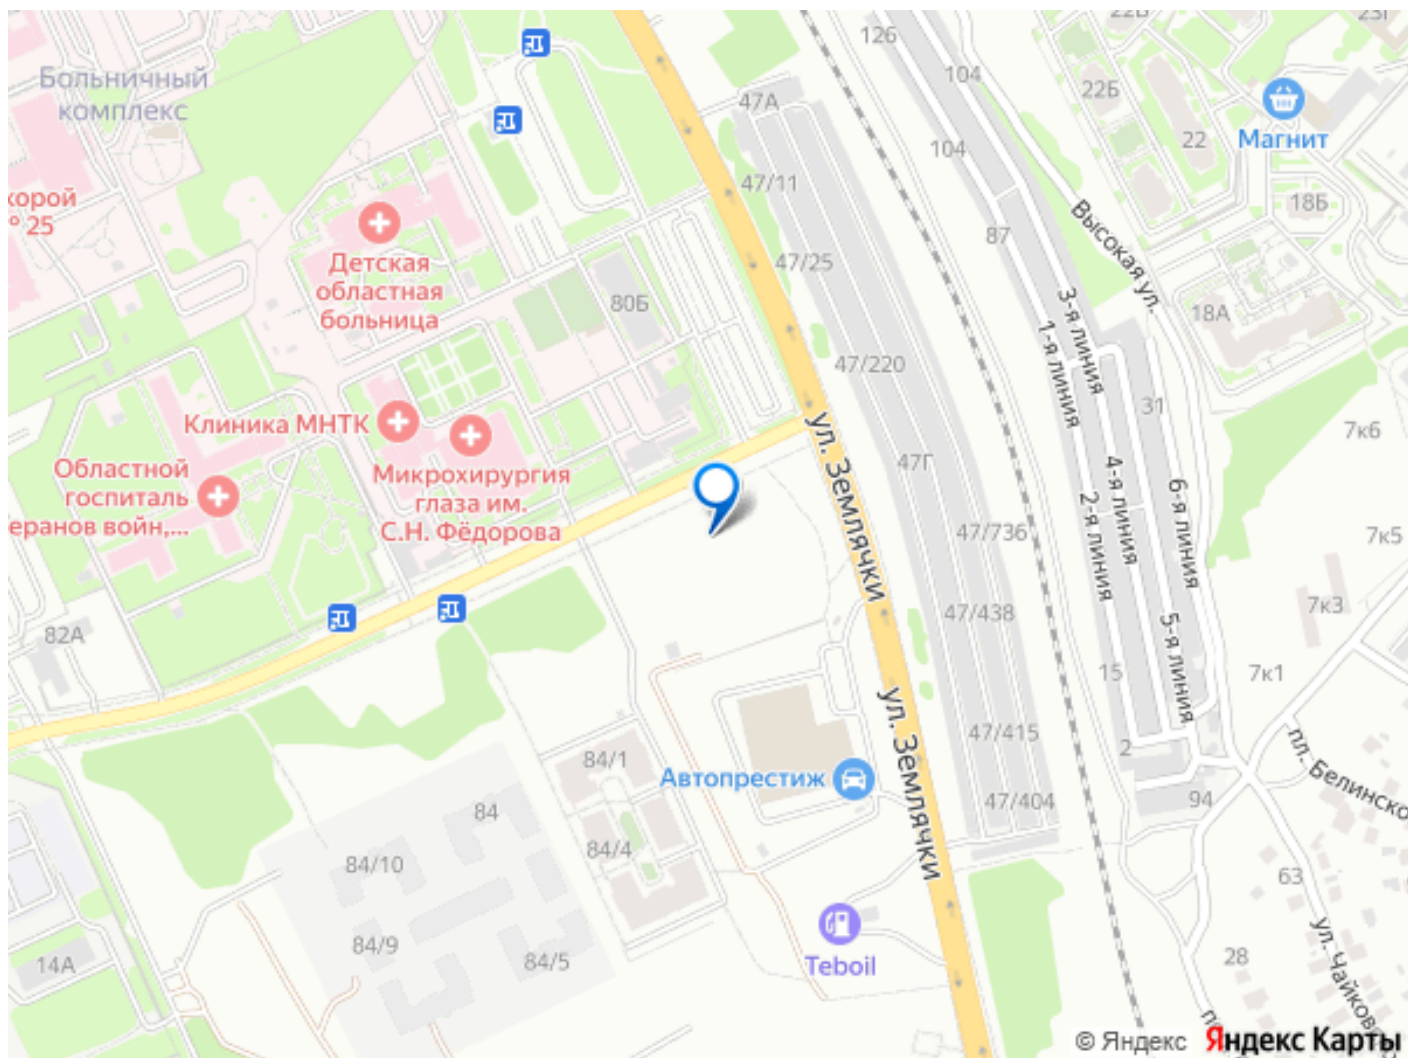 22Б
23Г
126
Больничный
комплекс
104
47А
22Б
Магнит
22
104
47/11
хорой
№ 25
18Б
Высокая ул.
87
Детская
областная
больница
47/25
80Б
3-я линия
1-я линия
18А
47/220
31
Клиника МНТК
ул. Землячки
7к6
Микрохирургия
глаза им.
С.Н. Фёдорова
Областной
госпиталь
еранов войн,...
47Г
4-я линия
2-я линия
6-я линия
47/736
7к5
82А
47/438
7к3
5-я линия
15
7к1
ул. Землячки
47/415
2
пл. Белинско
84/1
Автопрестиж
47/404
94
84
84/4
84/10
63
ул. Чайков
84/9
84/5
14А
Teboil
28
© Яндекс Яндекс Карты